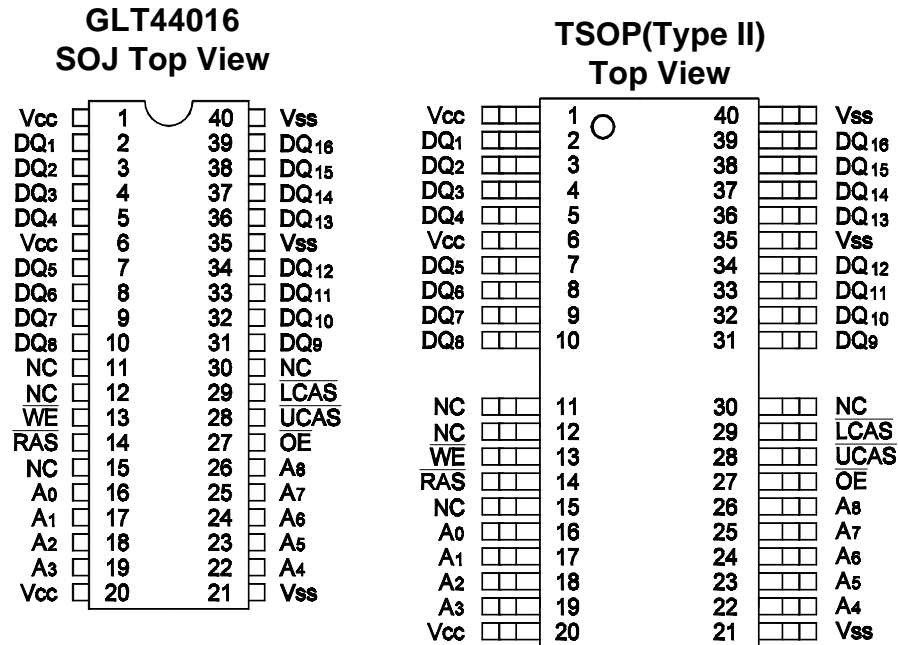 GLT44016
SOJ Top View
Vcc 1 40 Vss
DQ1 2 39 DQ16
DQ2 3 38 DQ15
DQ3 4 37 DQ14
DQ4 5 36 DQ13
Vcc 6 35 Vss
DQ5 7 34 DQ12
DQ6 8 33 DQ11
DQ7 9 32 DQ10
DQ8 10 31 DQ9
NC 11 30 NC
NC 12 29 LCAS
WE 13 28 UCAS
RAS 14 27 OE
NC 15 26 A8
A0 16 25 A7
A1 17 24 A6
A2 18 23 A5
A3 19 22 A4
Vcc 20 21 Vss
TSOP(Type II)
Top View
Vcc 1 40 Vss
DQ1 2 39 DQ16
DQ2 3 38 DQ15
DQ3 4 37 DQ14
DQ4 5 36 DQ13
Vcc 6 35 Vss
DQ5 7 34 DQ12
DQ6 8 33 DQ11
DQ7 9 32 DQ10
DQ8 10 31 DQ9
NC 11 30 NC
NC 12 29 LCAS
WE 13 28 UCAS
RAS 14 27 OE
NC 15 26 A8
A0 16 25 A7
A1 17 24 A6
A2 18 23 A5
A3 19 22 A4
Vcc 20 21 Vss